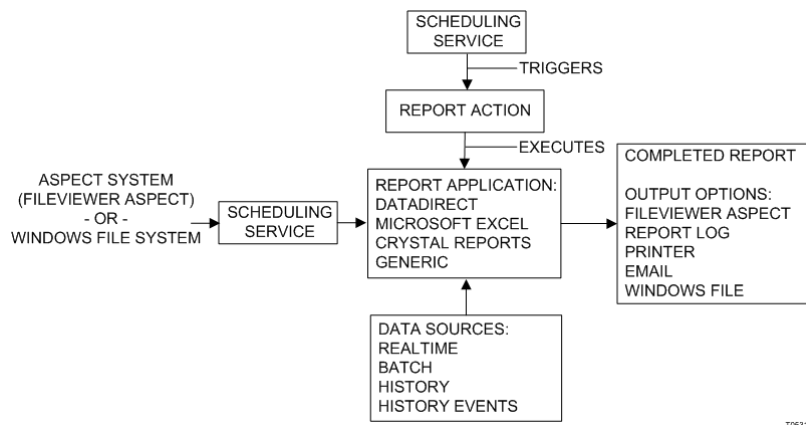 SCHEDULING
SERVICE
TRIGGERS
REPORT ACTION
EXECUTES
ASPECT SYSTEM
(FILEVIEWER ASPECT)
- OR -
WINDOWS FILE SYSTEM
SCHEDULING
SERVICE
REPORT APPLICATION:
DATADIRECT
MICROSOFT EXCEL
CRYSTAL REPORTS
GENERIC
COMPLETED REPORT
OUTPUT OPTIONS:
FILEVIEWER ASPECT
REPORT LOG
PRINTER
EMAIL
WINDOWS FILE
DATA SOURCES:
REALTIME
BATCH
HISTORY
HISTORY EVENTS